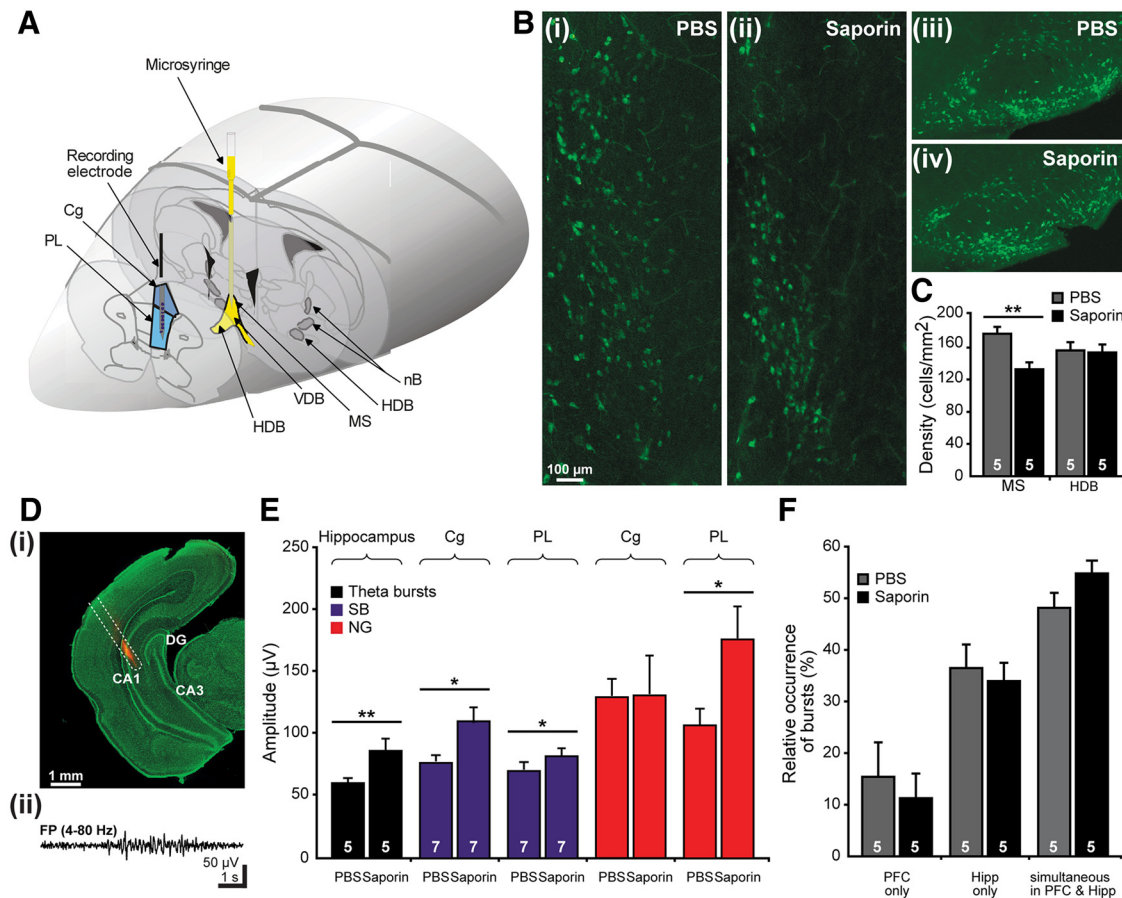 A
Microsyringe
Recording
electrode
Cg
PL
HDB
VDB
MS
HDB
nB
B
(i) PBS
(ii) Saporin
(iii) PBS
(iv) Saporin
100 µm
C
PBS
Saporin
**
Density (cells/mm2)
200
160
120
80
40
0
5 5 5 5
MS HDB
D
(i)
DG
CA1
CA3
1 mm
(ii)
FP (4-80 Hz)
50 µV
1 s
E
Hippocampus Cg PL Cg PL
Theta bursts
SB
NG
** * * *
Amplitude (µV)
250
200
150
100
50
0
5 5 7 7 7 7
PBS Saporin PBS Saporin PBS Saporin PBS Saporin PBS Saporin
F
PBS
Saporin
Relative occurrence
of bursts (%)
60
50
40
30
20
10
0
5 5 5 5 5 5
PFC
only
Hipp
only
simultaneous
in PFC & Hipp